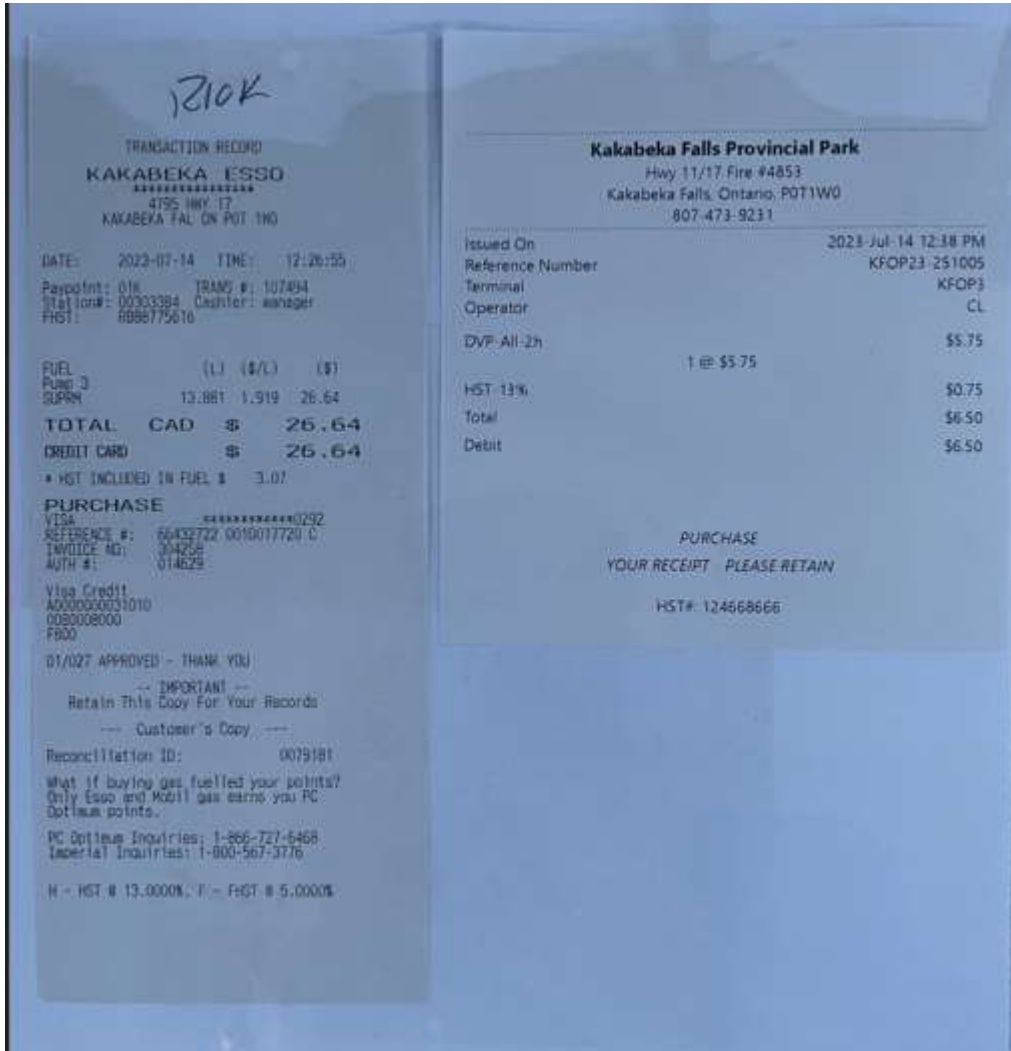 TRANSACTION RECORD
KAKABEKA ESSO
****************
4795 HWY 17
KAKABEKA FAL ON P0T 1W0
DATE: 2023-07-14 TIME: 12:26:55
Paypoint: 01K TRANS #: 107494
Station#: 00303384 Cashier: manager
FHST: R886775616
FUEL (L) ($/L) ($)
Pump 3
SUPRM 13.881 1.919 26.64
TOTAL CAD $ 26.64
CREDIT CARD $ 26.64
* HST INCLUDED IN FUEL $ 3.07
PURCHASE
VISA ************0292
REFERENCE #: 66432722 0010017720 C
INVOICE NO: 304258
AUTH #: 014629
Visa Credit
A0000000031010
0080008000
F800
01/027 APPROVED - THANK YOU
-- IMPORTANT --
Retain This Copy For Your Records
--- Customer's Copy ---
Reconciliation ID: 0079181
What if buying gas fuelled your points?
Only Esso and Mobil gas earns you PC
Optimum points.
PC Optimum Inquiries: 1-866-727-6468
Imperial Inquiries: 1-800-567-3776
H - HST @ 13.0000%, F - FHST @ 5.0000%
Kakabeka Falls Provincial Park
Hwy 11/17 Fire #4853
Kakabeka Falls, Ontario, P0T1W0
807-473-9231
Issued On 2023-Jul-14 12:38 PM
Reference Number KFOP23-251005
Terminal KFOP3
Operator CL
DVP-All-2h $5.75
1 @ $5.75
HST 13% $0.75
Total $6.50
Debit $6.50
PURCHASE
YOUR RECEIPT PLEASE RETAIN
HST#: 124668666